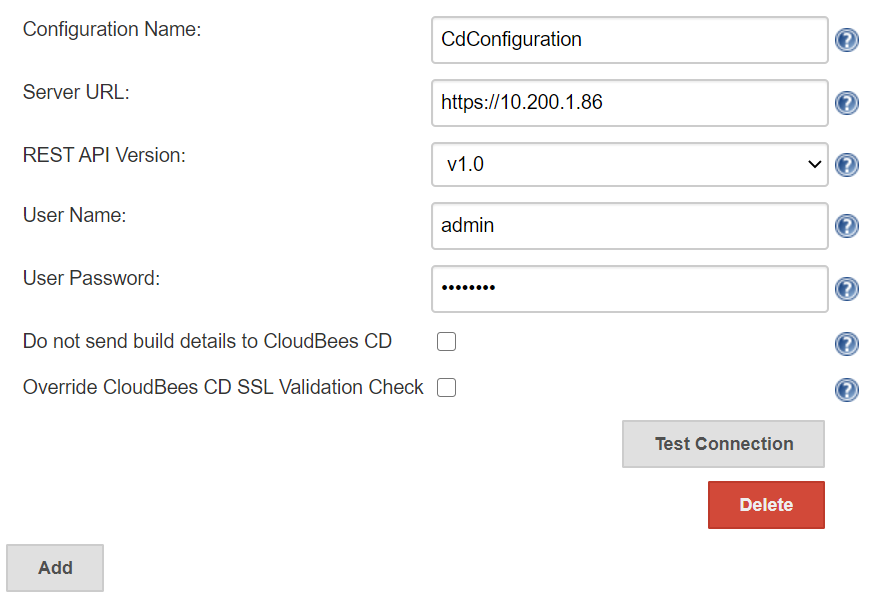 Configuration Name:
CdConfiguration
Server URL:
https://10.200.1.86
REST API Version:
v1.0
User Name:
admin
User Password:
••••••••
Do not send build details to CloudBees CD
Override CloudBees CD SSL Validation Check
Test Connection
Delete
Add